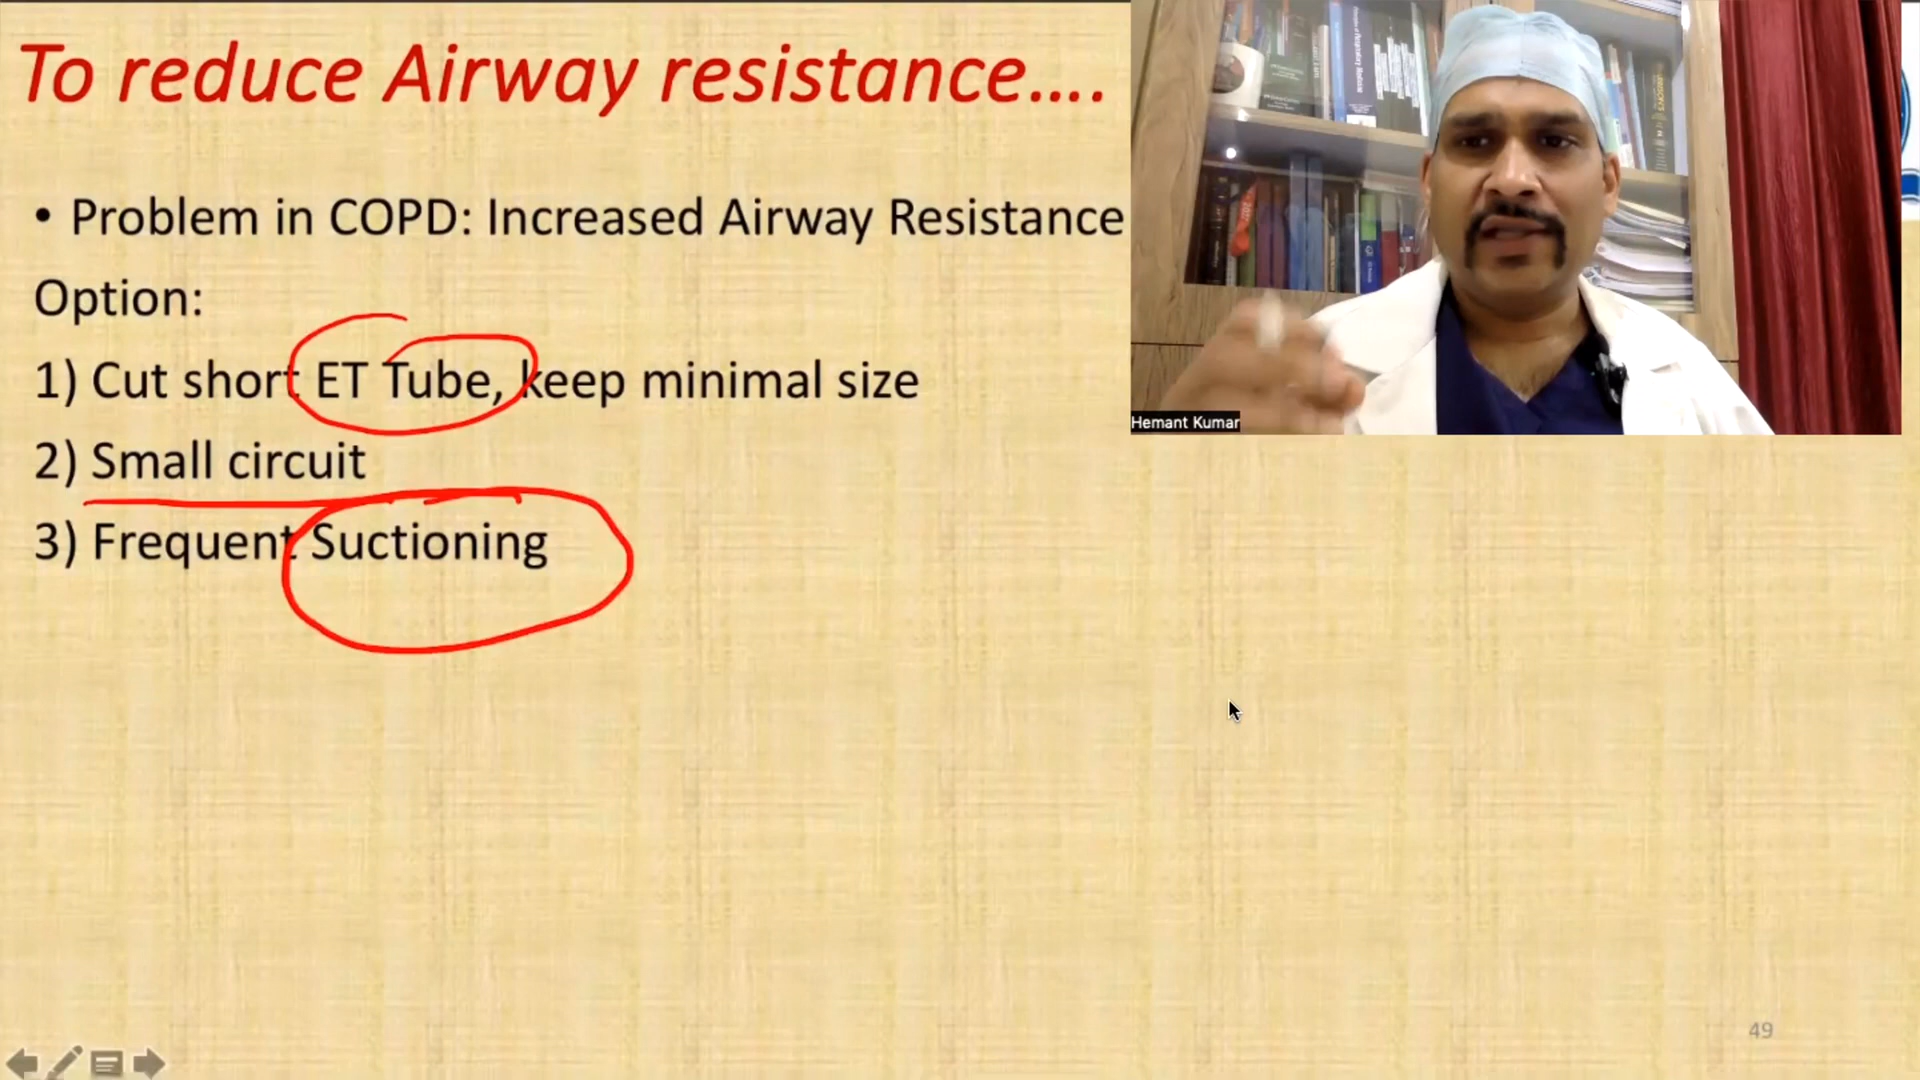 To reduce Airway resistance....
• Problem in COPD: Increased Airway Resistance
Option:
1) Cut short ET Tube, keep minimal size
2) Small circuit
3) Frequent Suctioning
Hemant Kumar
49